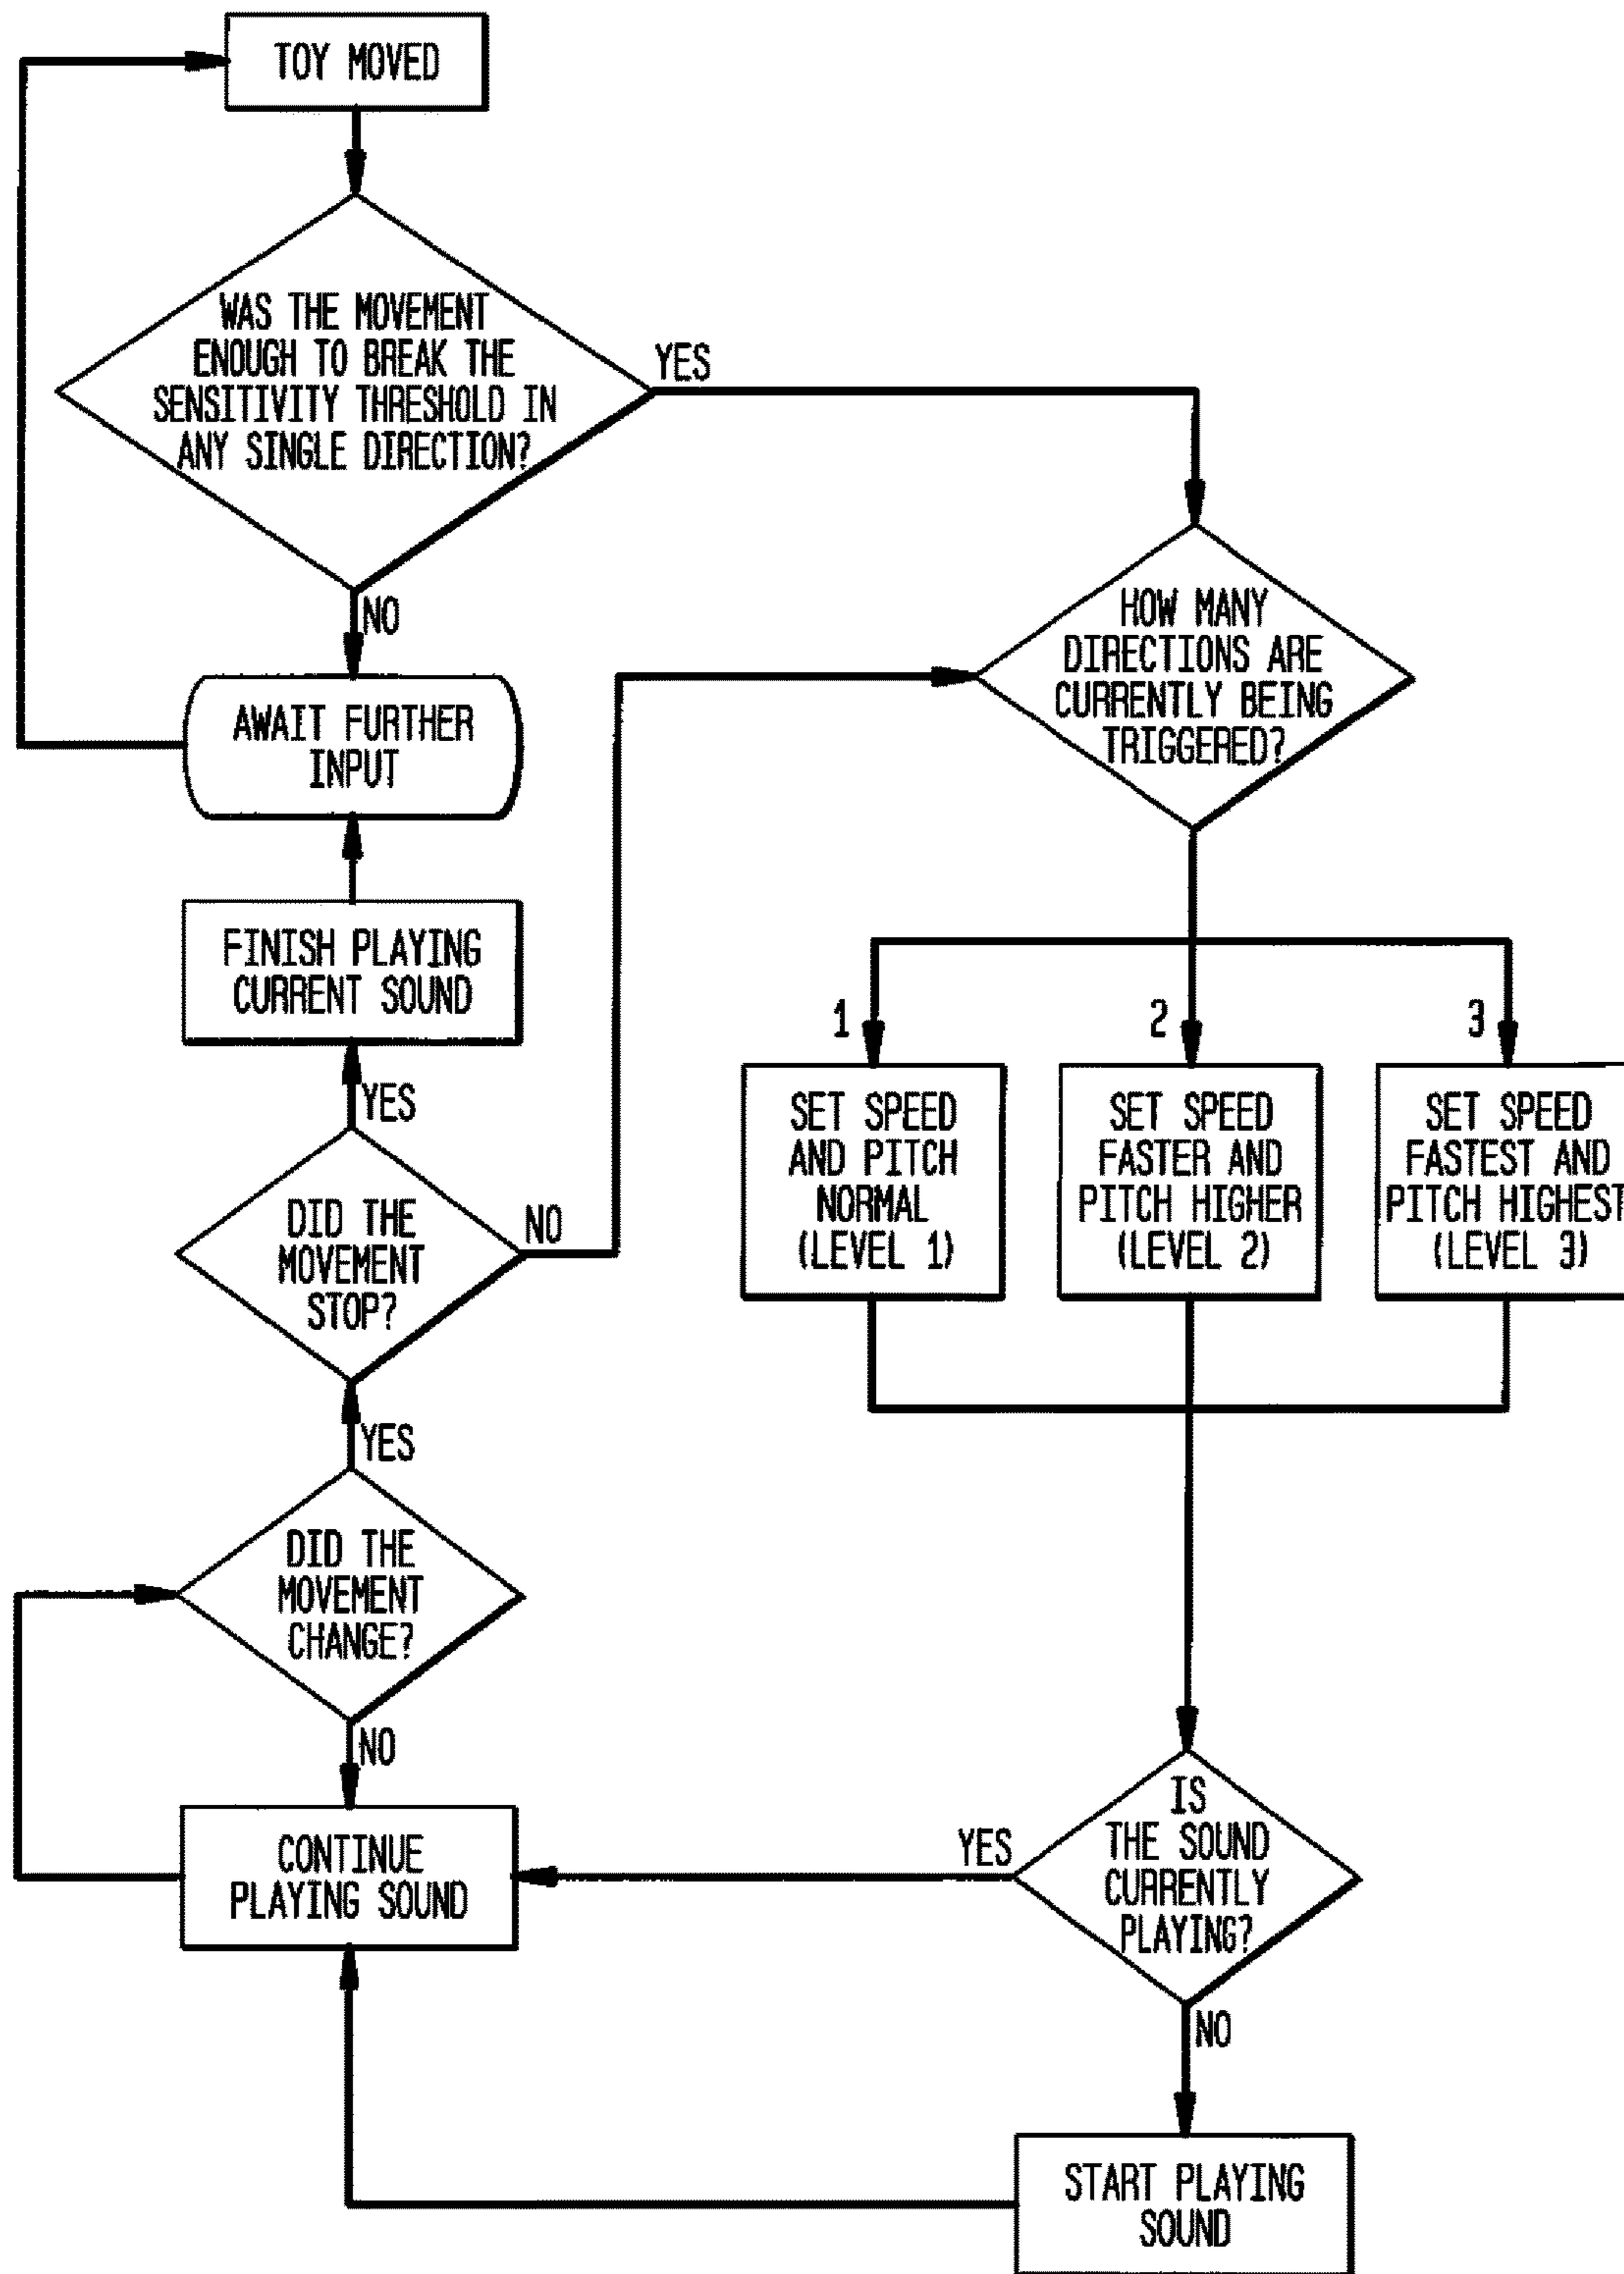 TOY MOVED
WAS THE MOVEMENT
ENOUGH TO BREAK THE
SENSITIVITY THRESHOLD IN
ANY SINGLE DIRECTION?
YES
NO
HOW MANY
DIRECTIONS ARE
CURRENTLY BEING
TRIGGERED?
AWAIT FURTHER
INPUT
FINISH PLAYING
CURRENT SOUND
1
2
3
YES
SET SPEED
AND PITCH
NORMAL
(LEVEL 1)
SET SPEED
FASTER AND
PITCH HIGHER
(LEVEL 2)
SET SPEED
FASTEST AND
PITCH HIGHEST
(LEVEL 3)
DID THE
MOVEMENT
STOP?
NO
YES
DID THE
MOVEMENT
CHANGE?
NO
CONTINUE
PLAYING SOUND
YES
IS
THE SOUND
CURRENTLY
PLAYING?
NO
START PLAYING
SOUND